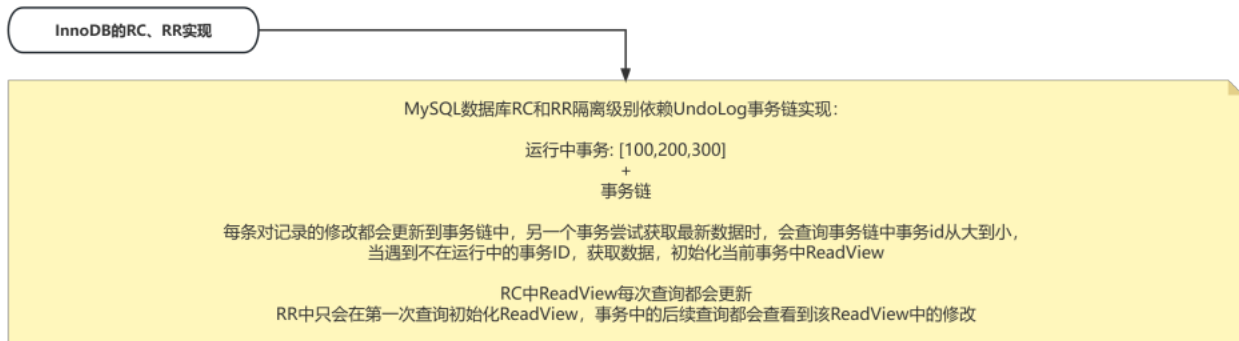 InnoDB的RC、RR实现
MySQL数据库RC和RR隔离级别依赖UndoLog事务链实现：
运行中事务: [100,200,300]
+
事务链
每条对记录的修改都会更新到事务链中，另一个事务尝试获取最新数据时，会查询事务链中事务id从大到小，
当遇到不在运行中的事务ID，获取数据，初始化当前事务中ReadView
RC中ReadView每次查询都会更新
RR中只会在第一次查询初始化ReadView，事务中的后续查询都会查看到该ReadView中的修改